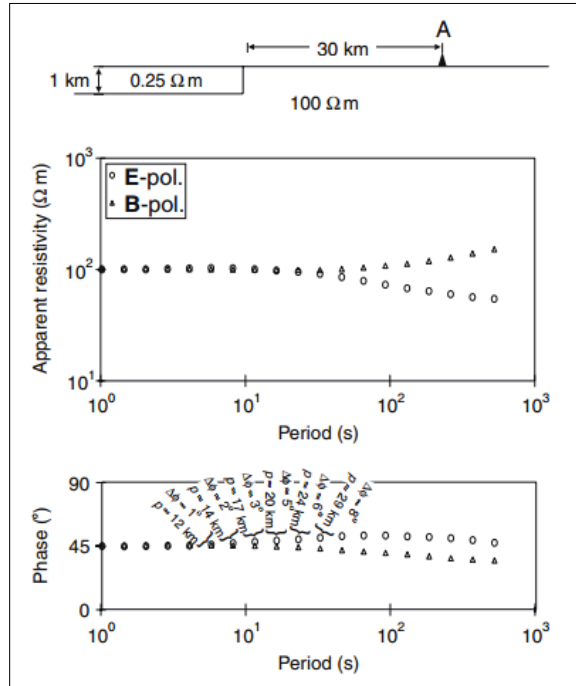 A
30 km
1 km
0.25 Ω m
100 Ω m
Apparent resistivity (Ω m)
10³
10²
10¹
E-pol.
B-pol.
10⁰
10¹
10²
10³
Period (s)
Phase (°)
90
45
0
p = 12 km
Δϕ = 1°
p = 14 km
Δϕ = 2°
p = 17 km
Δϕ = 3°
p = 20 km
Δϕ = 5°
p = 24 km
Δϕ = 6°
p = 29 km
Δϕ = 8°
10⁰
10¹
10²
10³
Period (s)